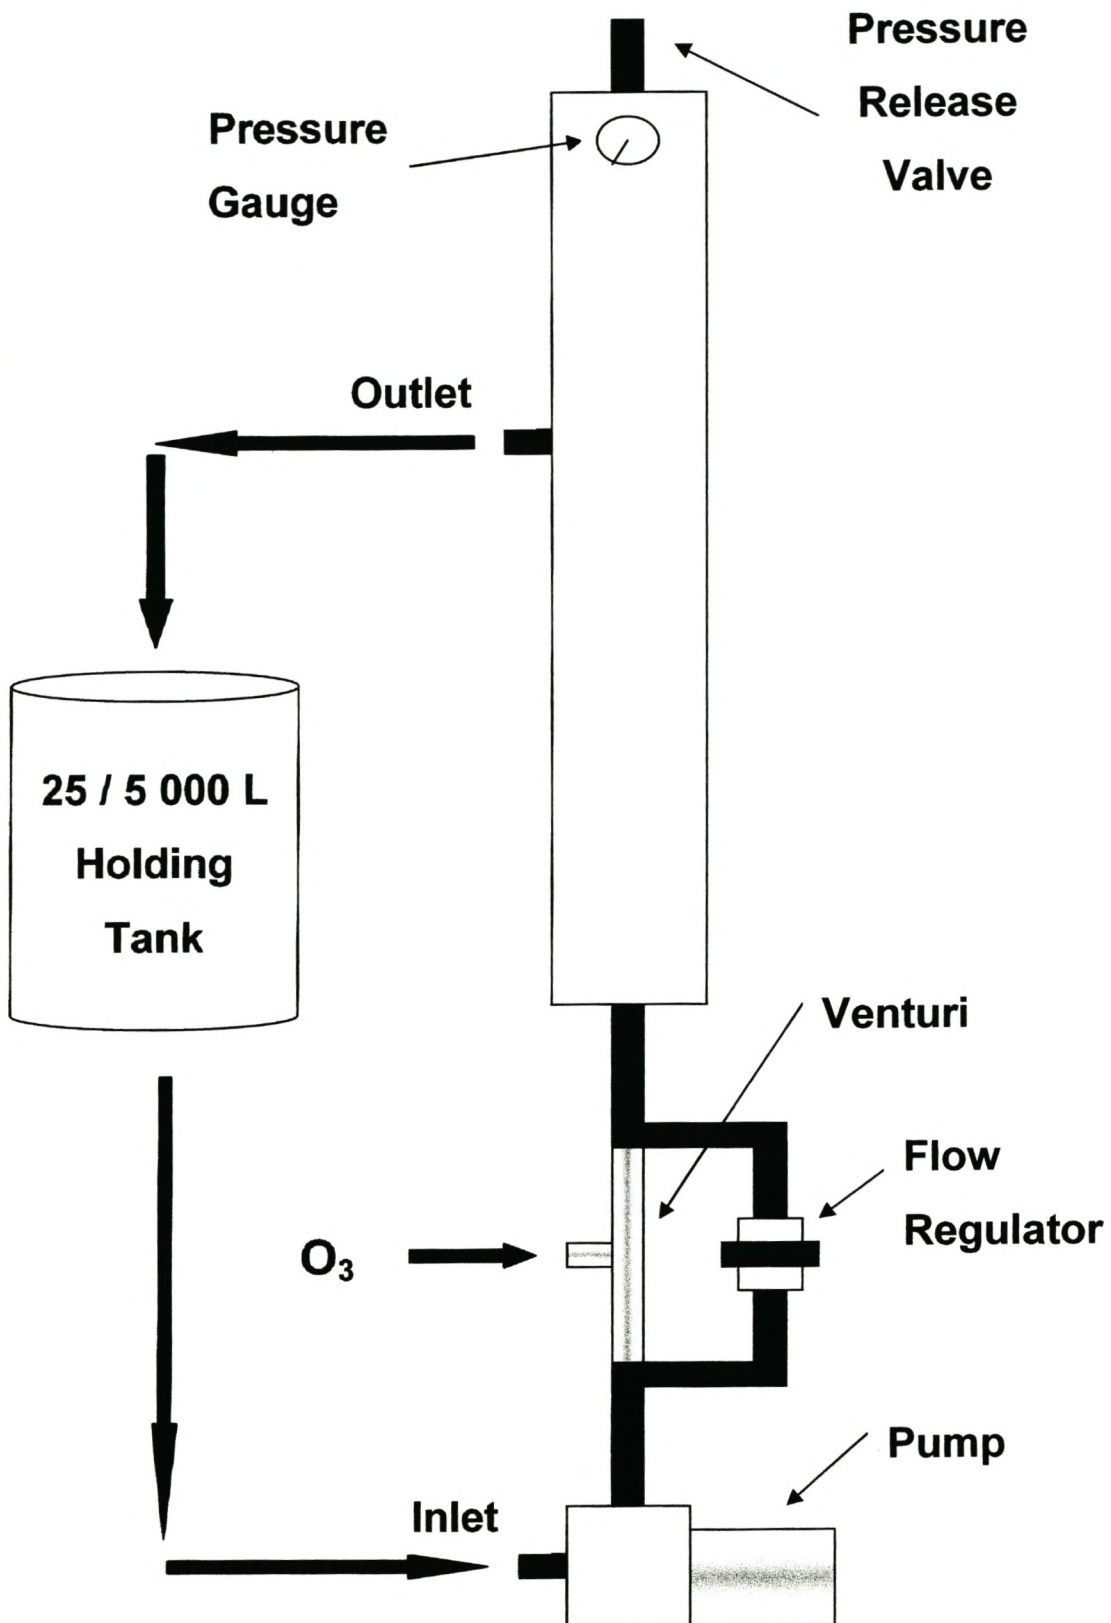 Pressure
Release
Valve
Pressure
Gauge
Outlet
25 / 5 000 L
Holding
Tank
Venturi
Flow
Regulator
O₃
Pump
Inlet